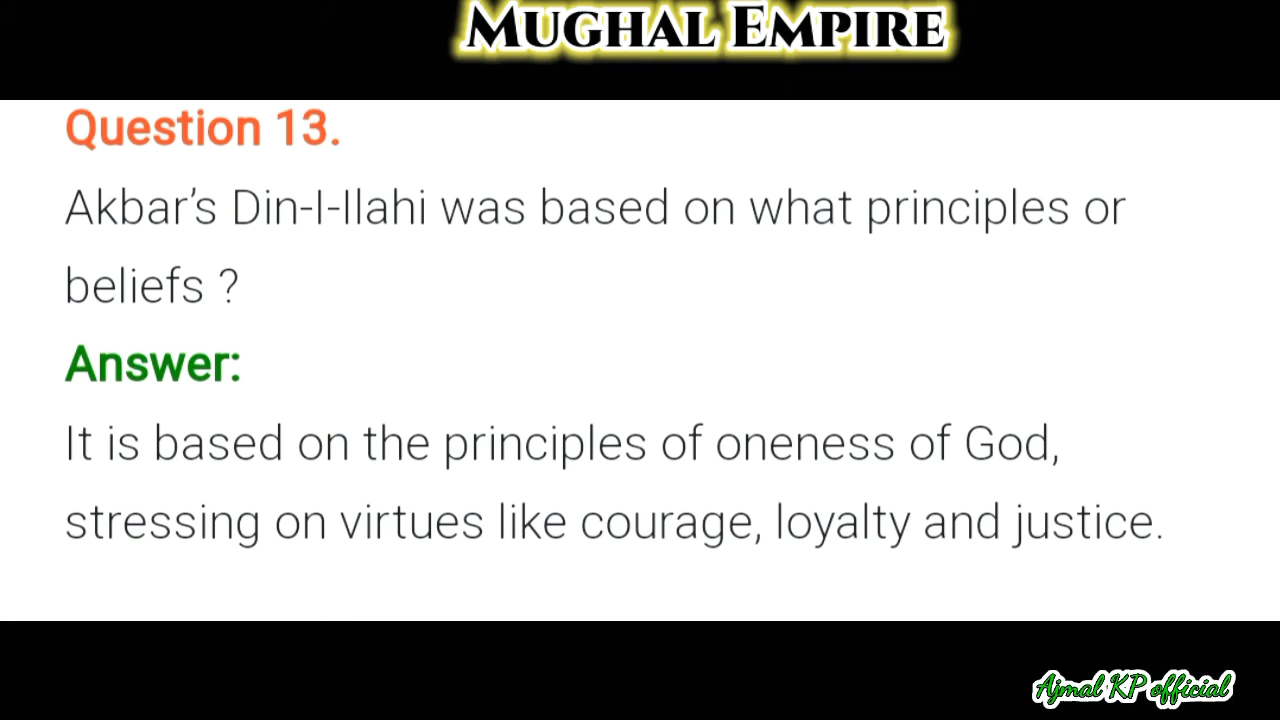 MUGHAL EMPIRE
Question 13.
Akbar’s Din-I-Ilahi was based on what principles or
beliefs ?
Answer:
It is based on the principles of oneness of God,
stressing on virtues like courage, loyalty and justice.
Ajmal KP official